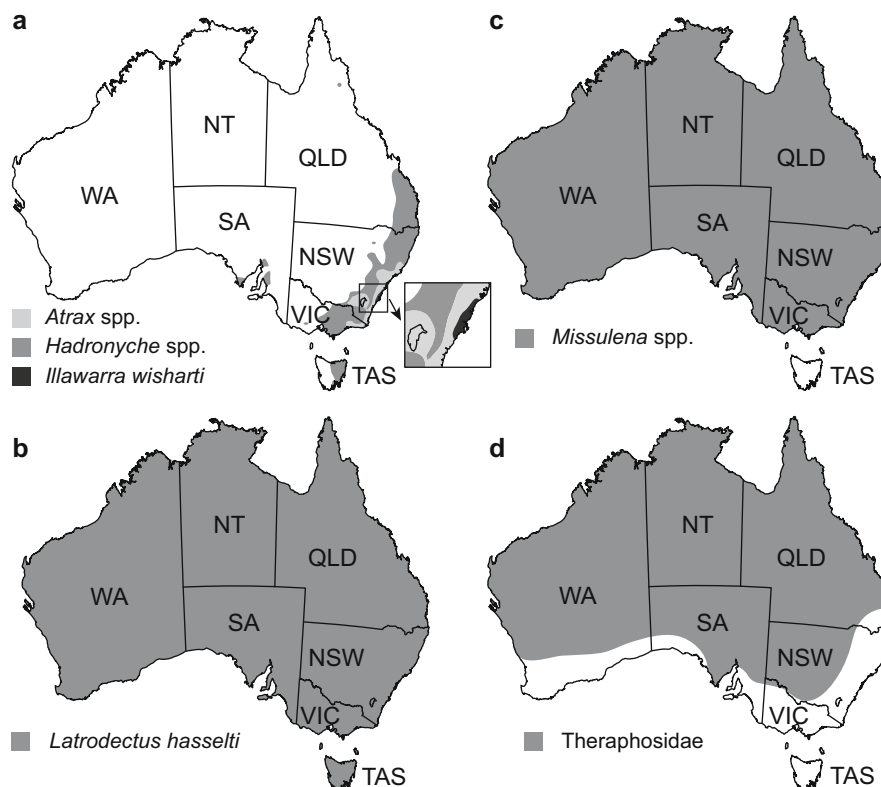 a
NT
QLD
WA
SA
NSW
VIC
TAS
Atrax spp.
Hadronyche spp.
Illawarra wisharti
c
NT
QLD
WA
SA
NSW
VIC
TAS
Missulena spp.
b
NT
QLD
WA
SA
NSW
VIC
TAS
Latrodectus hasselti
d
NT
QLD
WA
SA
NSW
VIC
TAS
Theraphosidae